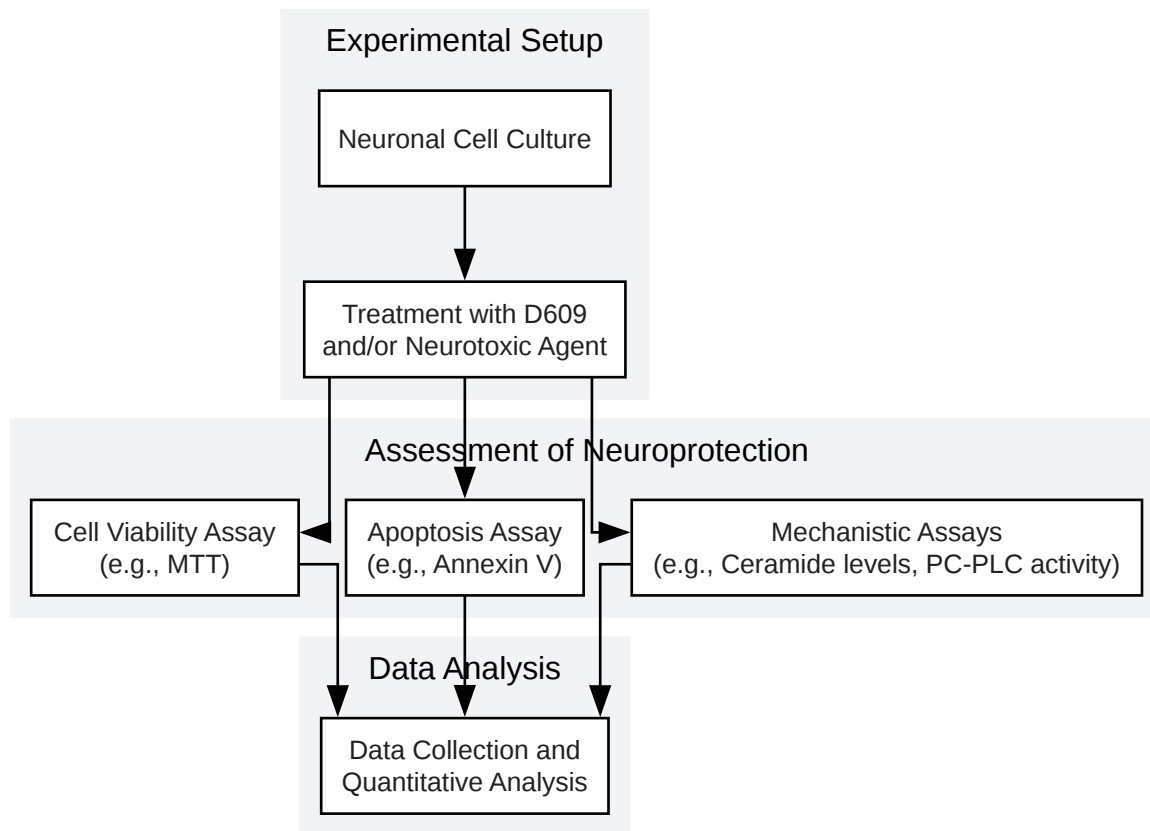 Experimental Setup
Neuronal Cell Culture
Treatment with D609
and/or Neurotoxic Agent
Assessment of Neuroprotection
Cell Viability Assay
(e.g., MTT)
Apoptosis Assay
(e.g., Annexin V)
Mechanistic Assays
(e.g., Ceramide levels, PC-PLC activity)
Data Analysis
Data Collection and
Quantitative Analysis